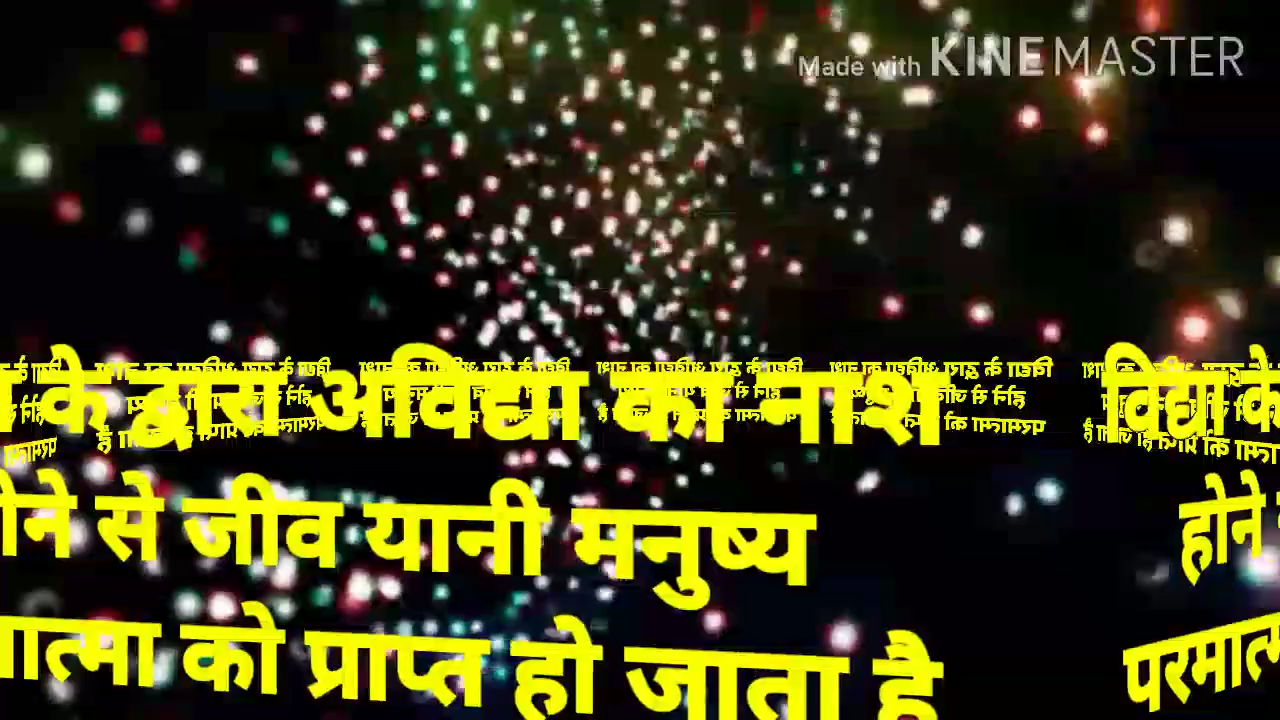 Made with KINEMASTER
विद्या के द्वारा अविद्या का नाश
होने से जीव यानी मनुष्य
परमात्मा को प्राप्त हो जाता है